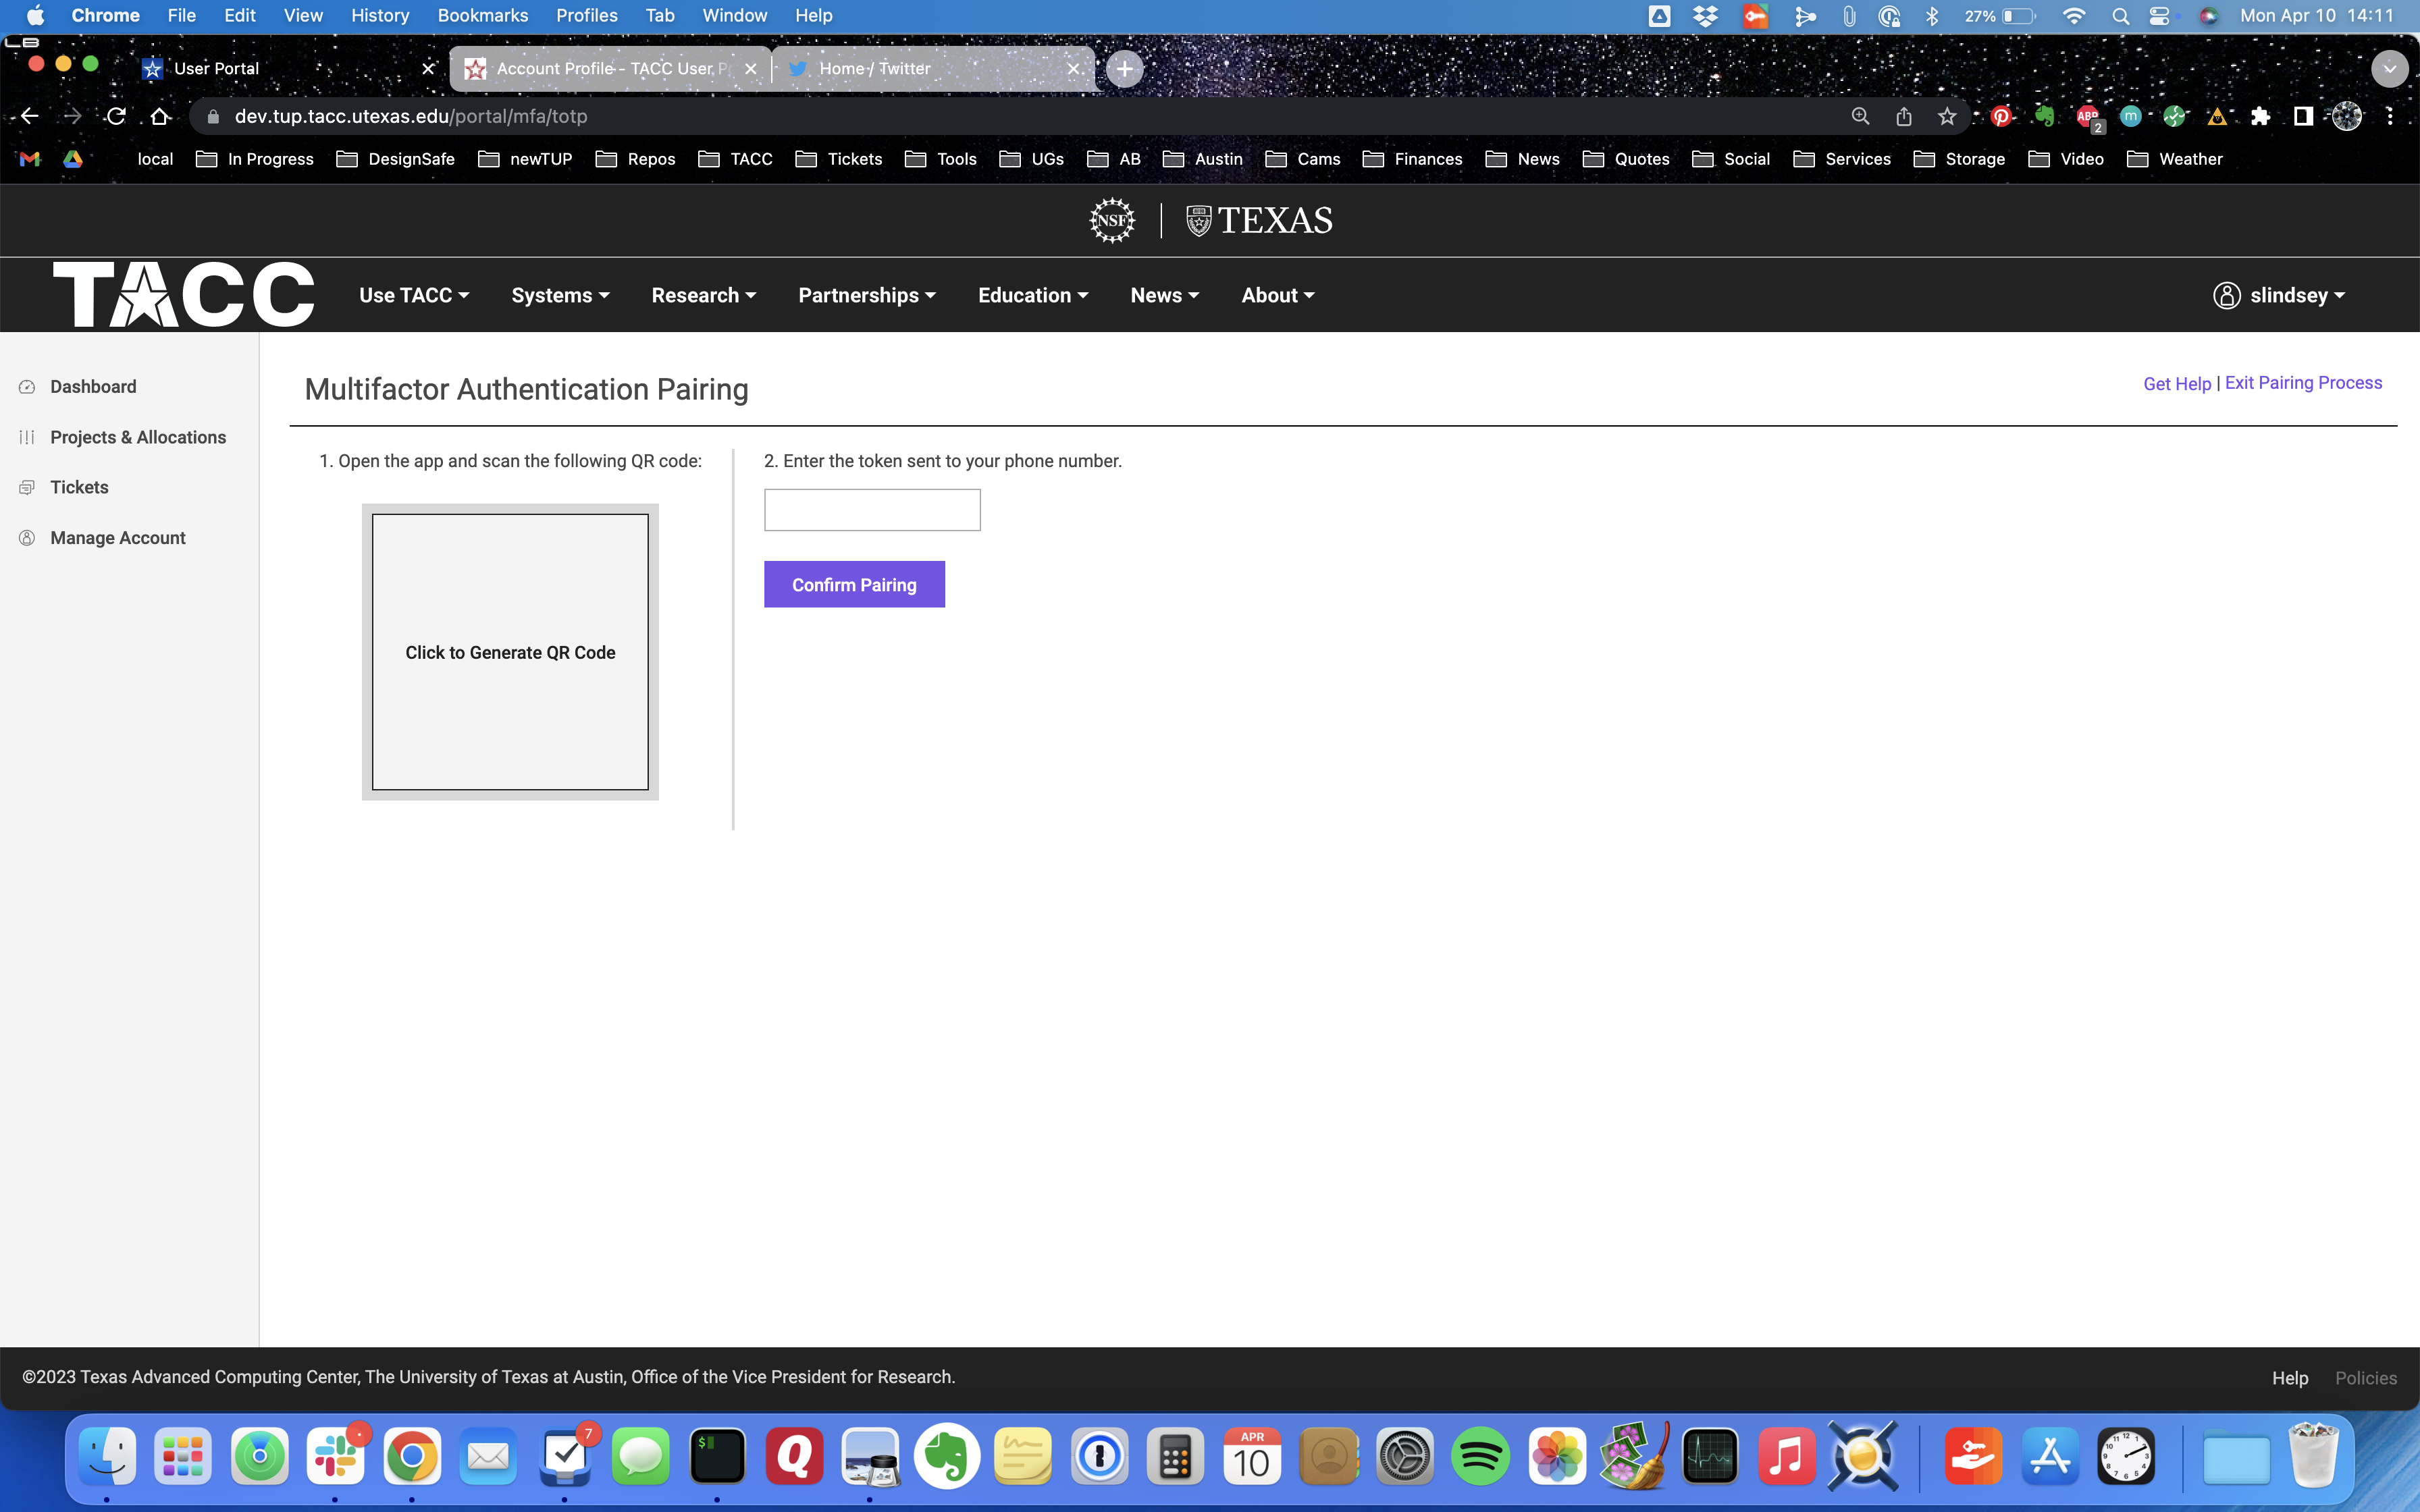 Chrome File Edit View History Bookmarks Profiles Tab Window Help 27% Mon Apr 10 14:11
User Portal Account Profile - TACC User P Home / Twitter
dev.tup.tacc.utexas.edu/portal/mfa/totp ABP 2 m
local In Progress DesignSafe newTUP Repos TACC Tickets Tools UGs AB Austin Cams Finances News Quotes Social Services Storage Video Weather
NSF TEXAS
TACC Use TACC Systems Research Partnerships Education News About slindsey
Dashboard
Projects & Allocations
Tickets
Manage Account
Multifactor Authentication Pairing
Get Help | Exit Pairing Process
1. Open the app and scan the following QR code:
Click to Generate QR Code
2. Enter the token sent to your phone number.
Confirm Pairing
©2023 Texas Advanced Computing Center, The University of Texas at Austin, Office of the Vice President for Research.
Help Policies
7 $ Q APR 10